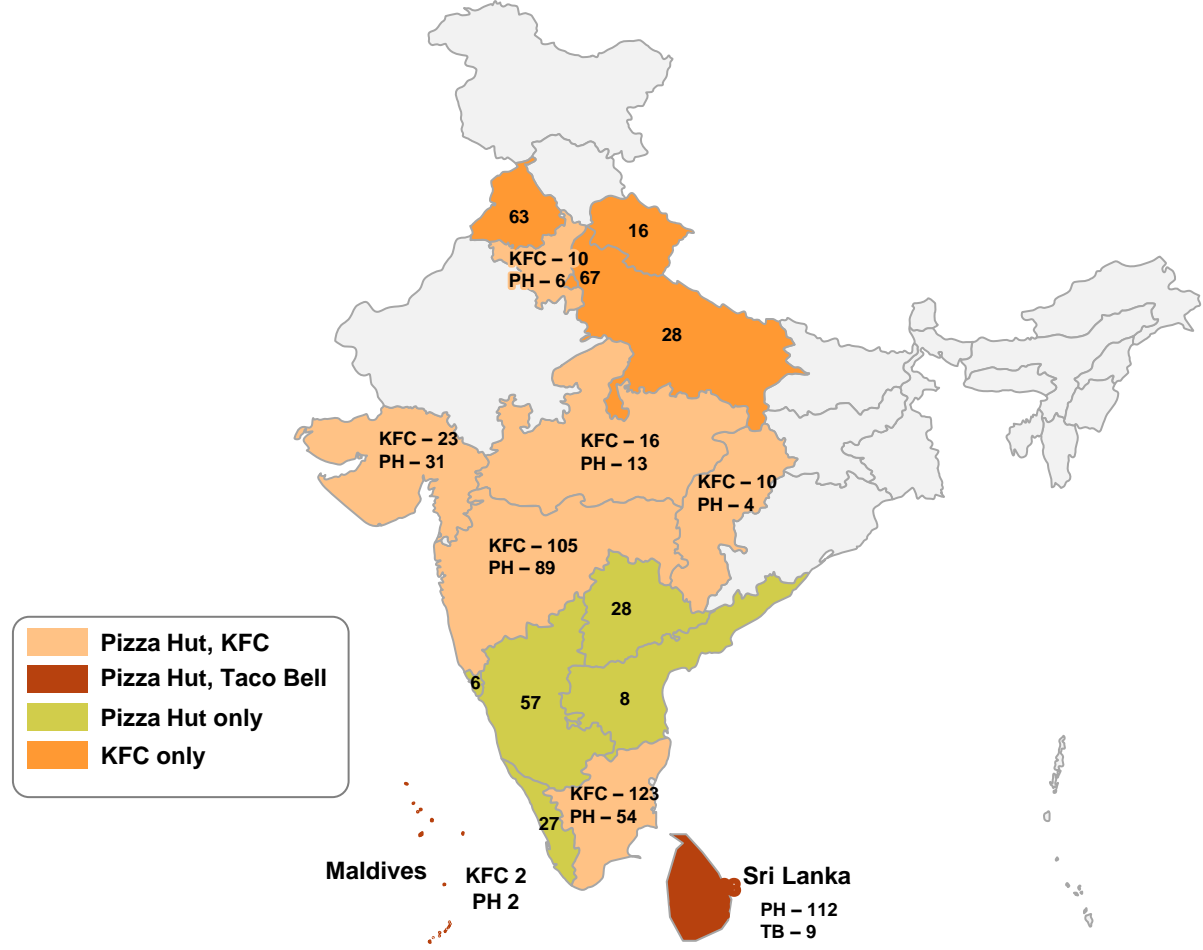 63
16
KFC – 10
PH – 6
67
28
KFC – 23
PH – 31
KFC – 16
PH – 13
KFC – 10
PH – 4
KFC – 105
PH – 89
28
6
57
8
KFC – 123
PH – 54
27
Pizza Hut, KFC
Pizza Hut, Taco Bell
Pizza Hut only
KFC only
Maldives
KFC 2
PH 2
Sri Lanka
PH – 112
TB – 9